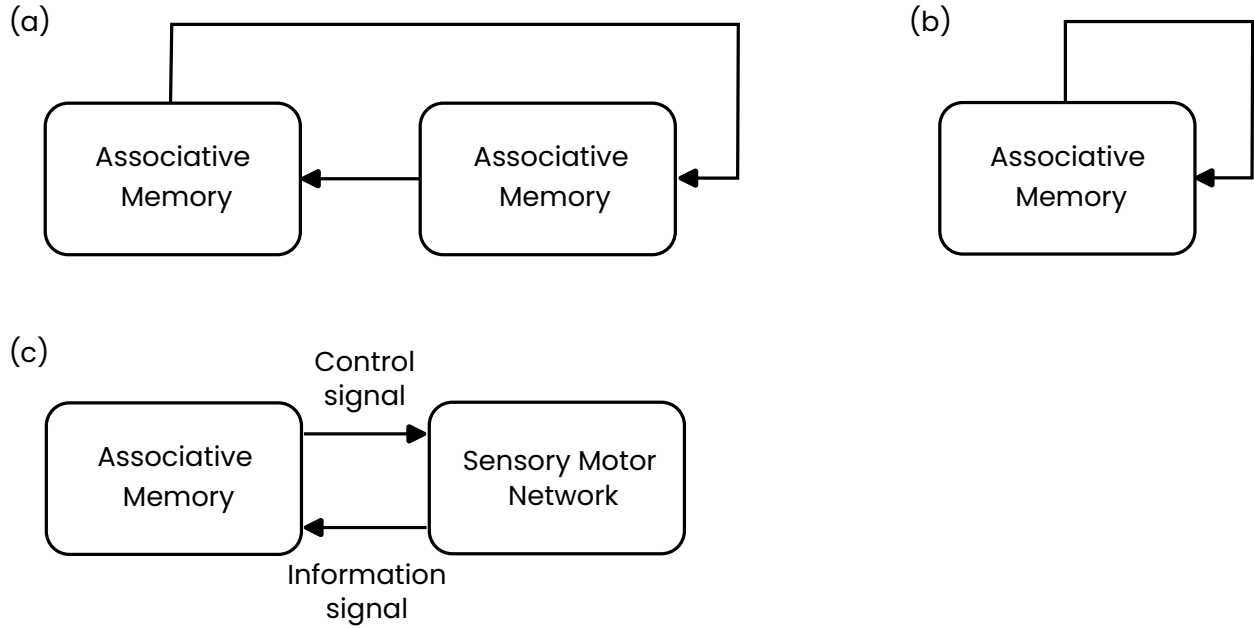 (a)
(b)
Associative
Memory
Associative
Memory
Associative
Memory
(c)
Control
signal
Associative
Memory
Sensory Motor
Network
Information
signal